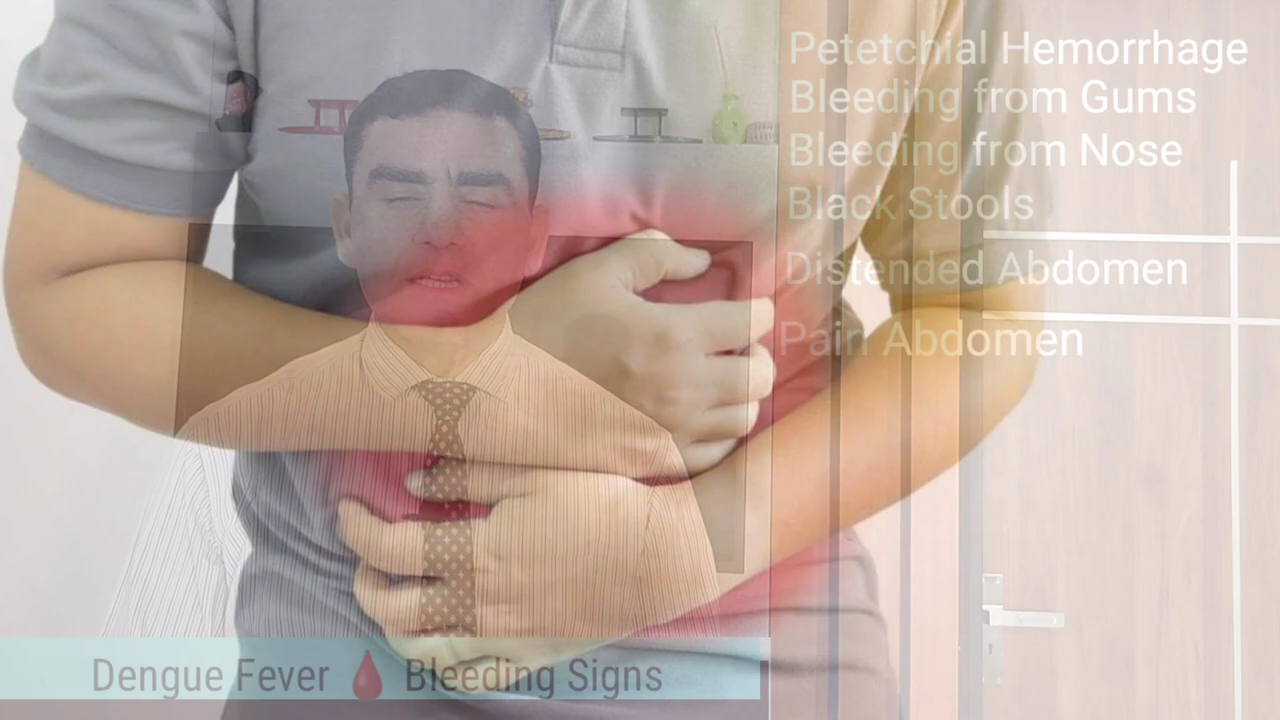 Petetchial Hemorrhage
Bleeding from Gums
Bleeding from Nose
Black Stools
Distended Abdomen
Pain Abdomen
Dengue Fever Bleeding Signs